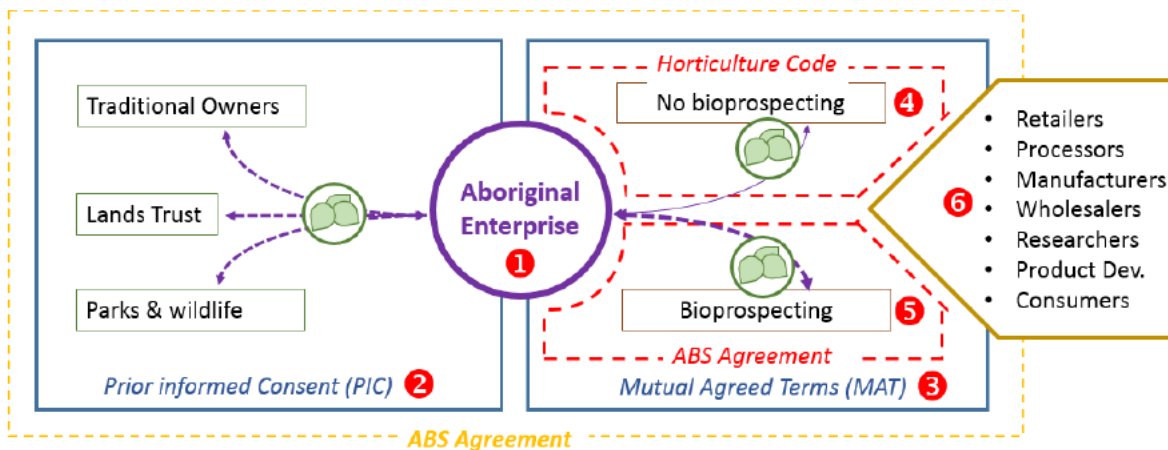 Traditional Owners
Lands Trust
Parks & wildlife
Prior informed Consent (PIC) 2
Aboriginal
Enterprise
1
Horticulture Code
No bioprospecting 4
Bioprospecting 5
ABS Agreement
Mutual Agreed Terms (MAT) 3
6
• Retailers
• Processors
• Manufacturers
• Wholesalers
• Researchers
• Product Dev.
• Consumers
ABS Agreement